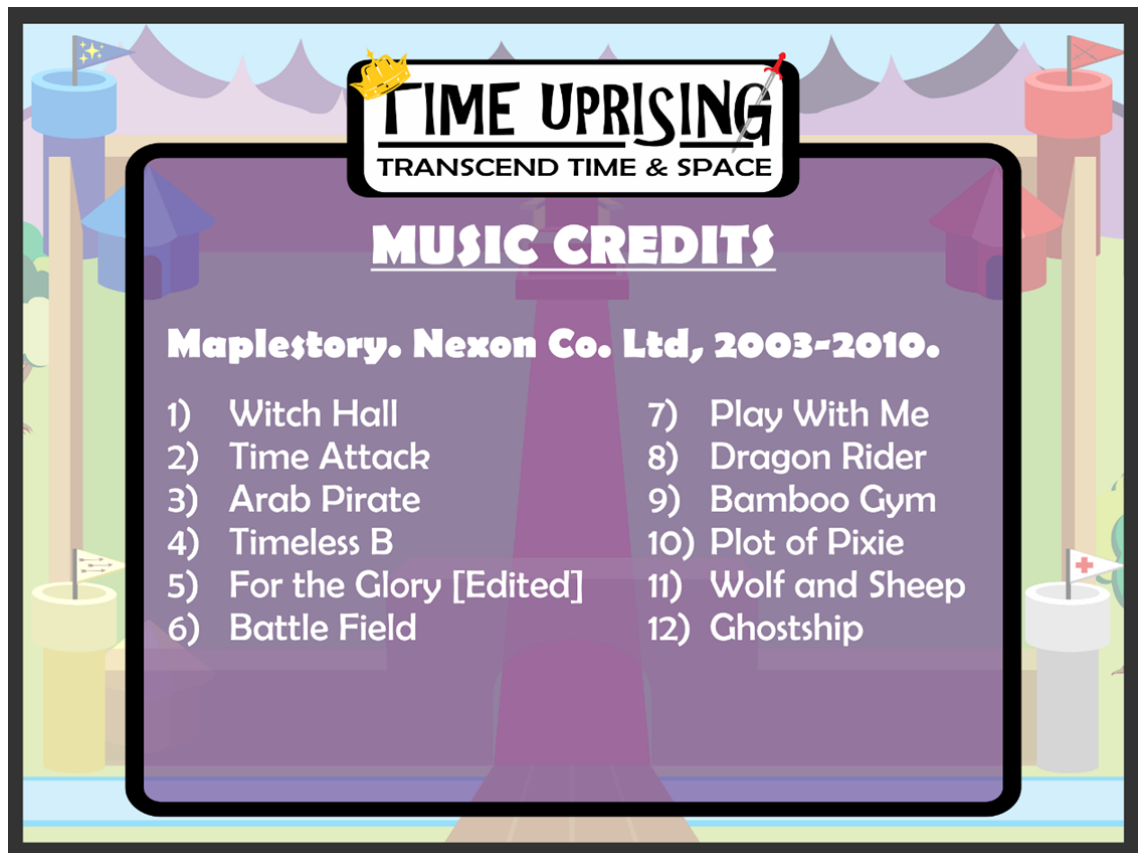 TIME UPRISING
TRANSCEND TIME & SPACE
MUSIC CREDITS
Maplestory. Nexon Co. Ltd, 2003-2010.
1) Witch Hall
2) Time Attack
3) Arab Pirate
4) Timeless B
5) For the Glory [Edited]
6) Battle Field
7) Play With Me
8) Dragon Rider
9) Bamboo Gym
10) Plot of Pixie
11) Wolf and Sheep
12) Ghostship